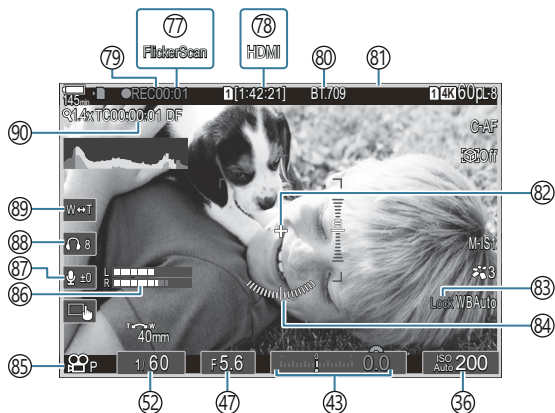 77 78
FlickerScan HDMI
79 80 81
145min REC00:01 1[1:42:21] BT.709 1 4K 60p L-8
90 1.4x TC00:00:01 DF
C-AF
Off
82
89 W↔T
88 8
M-IS1
87 ±0
3
86 L
R
Lock WBAuto 83
84
T W
40mm
85 P 1/60 F5.6 0 0.0 ISO Auto 200
52 47 43 36